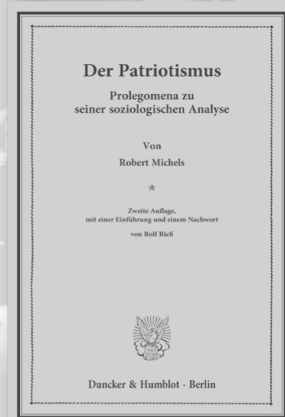 Der Patriotismus
Prolegomena zu
seiner soziologischen Analyse
Von
Robert Michels
Zweite Auflage,
mit einer Einführung und einem Nachwort
von Rolf Rieß
Duncker & Humblot · Berlin